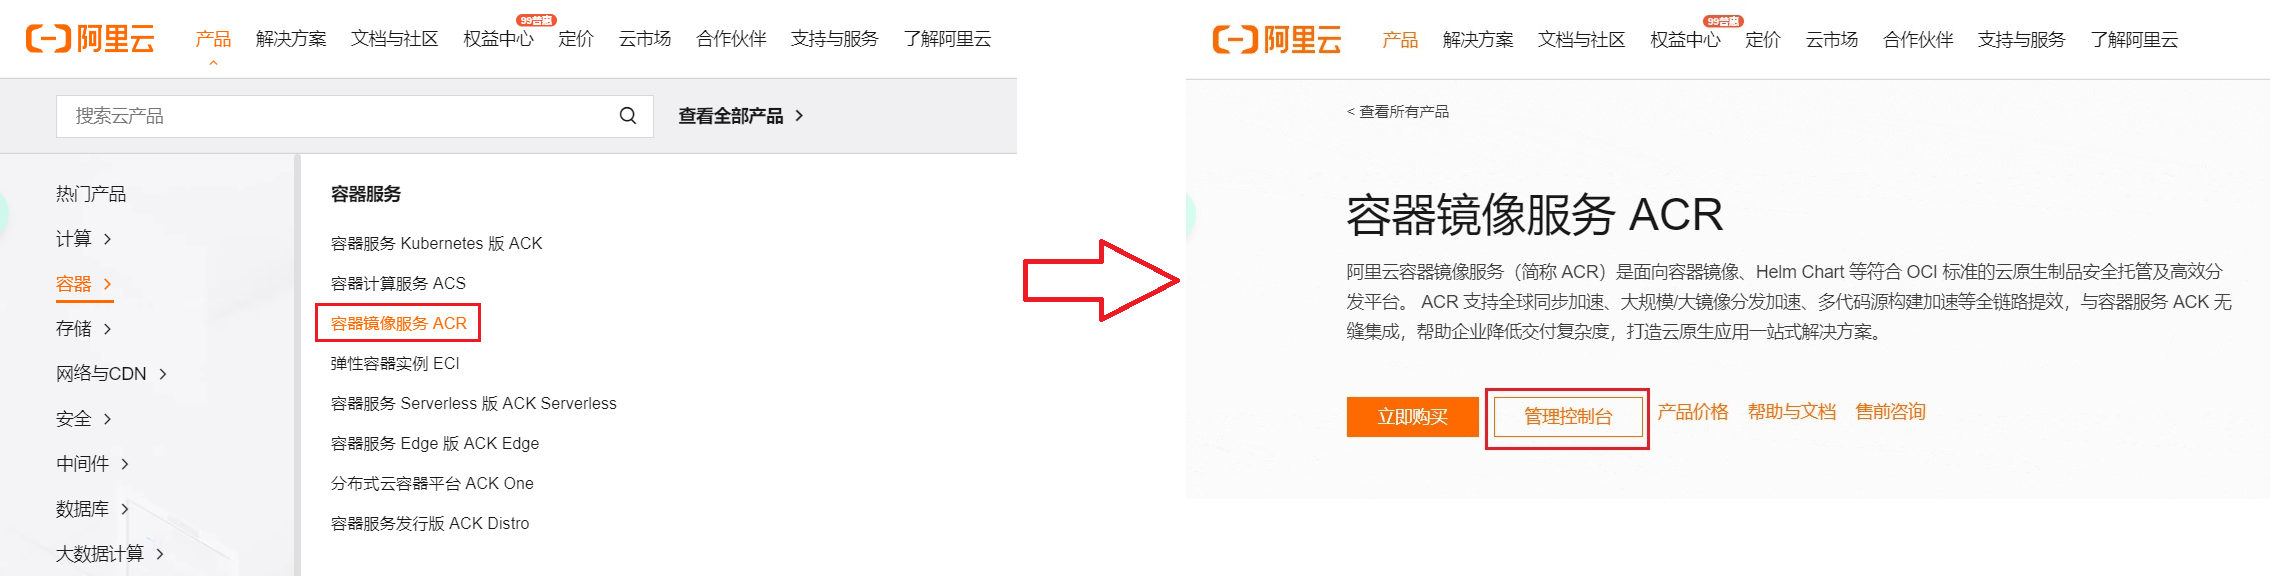 阿里云 产品 解决方案 文档与社区 权益中心 99普惠 定价 云市场 合作伙伴 支持与服务 了解阿里云
搜索云产品 查看全部产品 >
热门产品
计算 >
容器 >
存储 >
网络与CDN >
安全 >
中间件 >
数据库 >
大数据计算 >
容器服务
容器服务 Kubernetes 版 ACK
容器计算服务 ACS
容器镜像服务 ACR
弹性容器实例 ECI
容器服务 Serverless 版 ACK Serverless
容器服务 Edge 版 ACK Edge
分布式云容器平台 ACK One
容器服务发行版 ACK Distro
阿里云 产品 解决方案 文档与社区 权益中心 99普惠 定价 云市场 合作伙伴 支持与服务 了解阿里云
< 查看所有产品
容器镜像服务 ACR
阿里云容器镜像服务（简称 ACR）是面向容器镜像、Helm Chart 等符合 OCI 标准的云原生制品安全托管及高效分
发平台。 ACR 支持全球同步加速、大规模/大镜像分发加速、多代码源构建加速等全链路提效，与容器服务 ACK 无
缝集成，帮助企业降低交付复杂度，打造云原生应用一站式解决方案。
立即购买 管理控制台 产品价格 帮助与文档 售前咨询